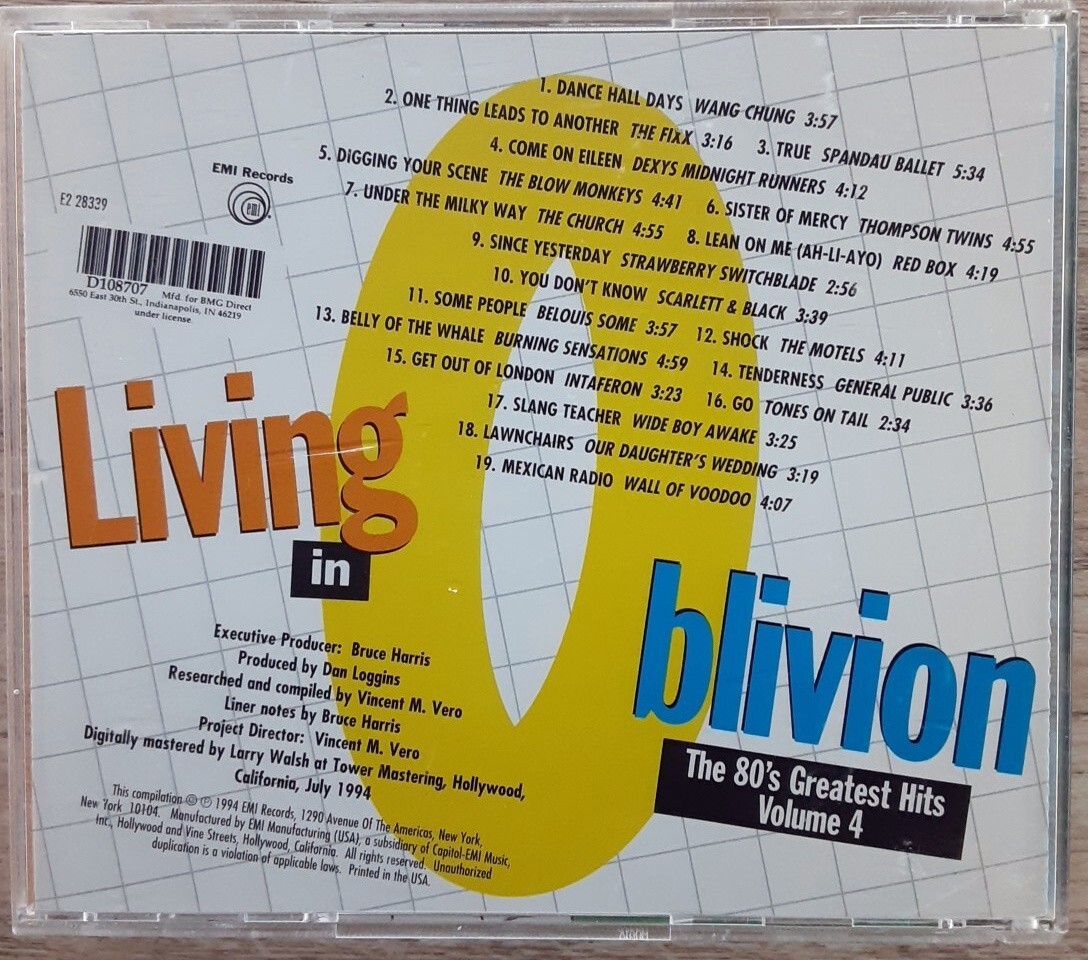 1. DANCE HALL DAYS WANG CHUNG 3:57
2. ONE THING LEADS TO ANOTHER THE FIXX 3:16 3. TRUE SPANDAU BALLET 5:34
4. COME ON EILEEN DEXYS MIDNIGHT RUNNERS 4:12
5. DIGGING YOUR SCENE THE BLOW MONKEYS 4:41 6. SISTER OF MERCY THOMPSON TWINS 4:55
7. UNDER THE MILKY WAY THE CHURCH 4:55 8. LEAN ON ME (AH-LI-AYO) RED BOX 4:19
9. SINCE YESTERDAY STRAWBERRY SWITCHBLADE 2:56
10. YOU DON'T KNOW SCARLETT & BLACK 3:39
11. SOME PEOPLE BELOUIS SOME 3:57 12. SHOCK THE MOTELS 4:11
13. BELLY OF THE WHALE BURNING SENSATIONS 4:59 14. TENDERNESS GENERAL PUBLIC 3:36
15. GET OUT OF LONDON INTAFERON 3:23 16. GO TONES ON TAIL 2:34
17. SLANG TEACHER WIDE BOY AWAKE 3:25
18. LAWNCHAIRS OUR DAUGHTER'S WEDDING 3:19
19. MEXICAN RADIO WALL OF VOODOO 4:07
EMI Records
emi
E2 28339
D108707 Mfd. for BMG Direct
6550 East 30th St., Indianapolis, IN 46219
under license.
Living
in
Oblivion
The 80's Greatest Hits
Volume 4
Executive Producer: Bruce Harris
Produced by Dan Loggins
Researched and compiled by Vincent M. Vero
Liner notes by Bruce Harris
Project Director: Vincent M. Vero
Digitally mastered by Larry Walsh at Tower Mastering, Hollywood,
California, July 1994
This compilation © ℗ 1994 EMI Records, 1290 Avenue Of The Americas, New York,
New York 10104. Manufactured by EMI Manufacturing (USA), a subsidiary of Capitol-EMI Music,
Inc., Hollywood and Vine Streets, Hollywood, California. All rights reserved. Unauthorized
duplication is a violation of applicable laws. Printed in the USA.